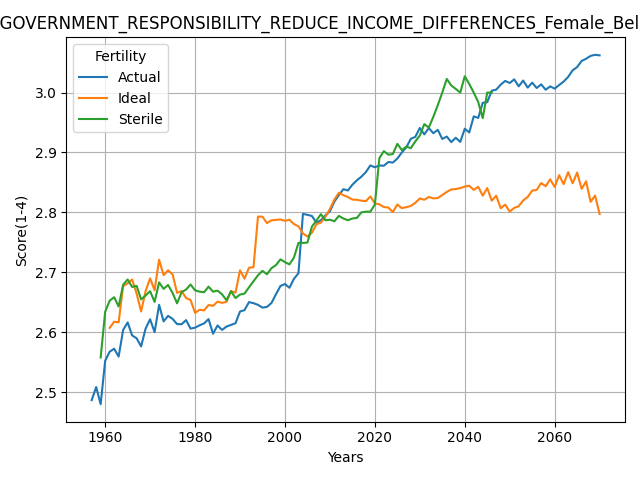 GOVERNMENT_RESPONSIBILITY_REDUCE_INCOME_DIFFERENCES_Female_Bel
Fertility
Actual
Ideal
Sterile
Score(1-4)
3.0
2.9
2.8
2.7
2.6
2.5
1960 1980 2000 2020 2040 2060
Years